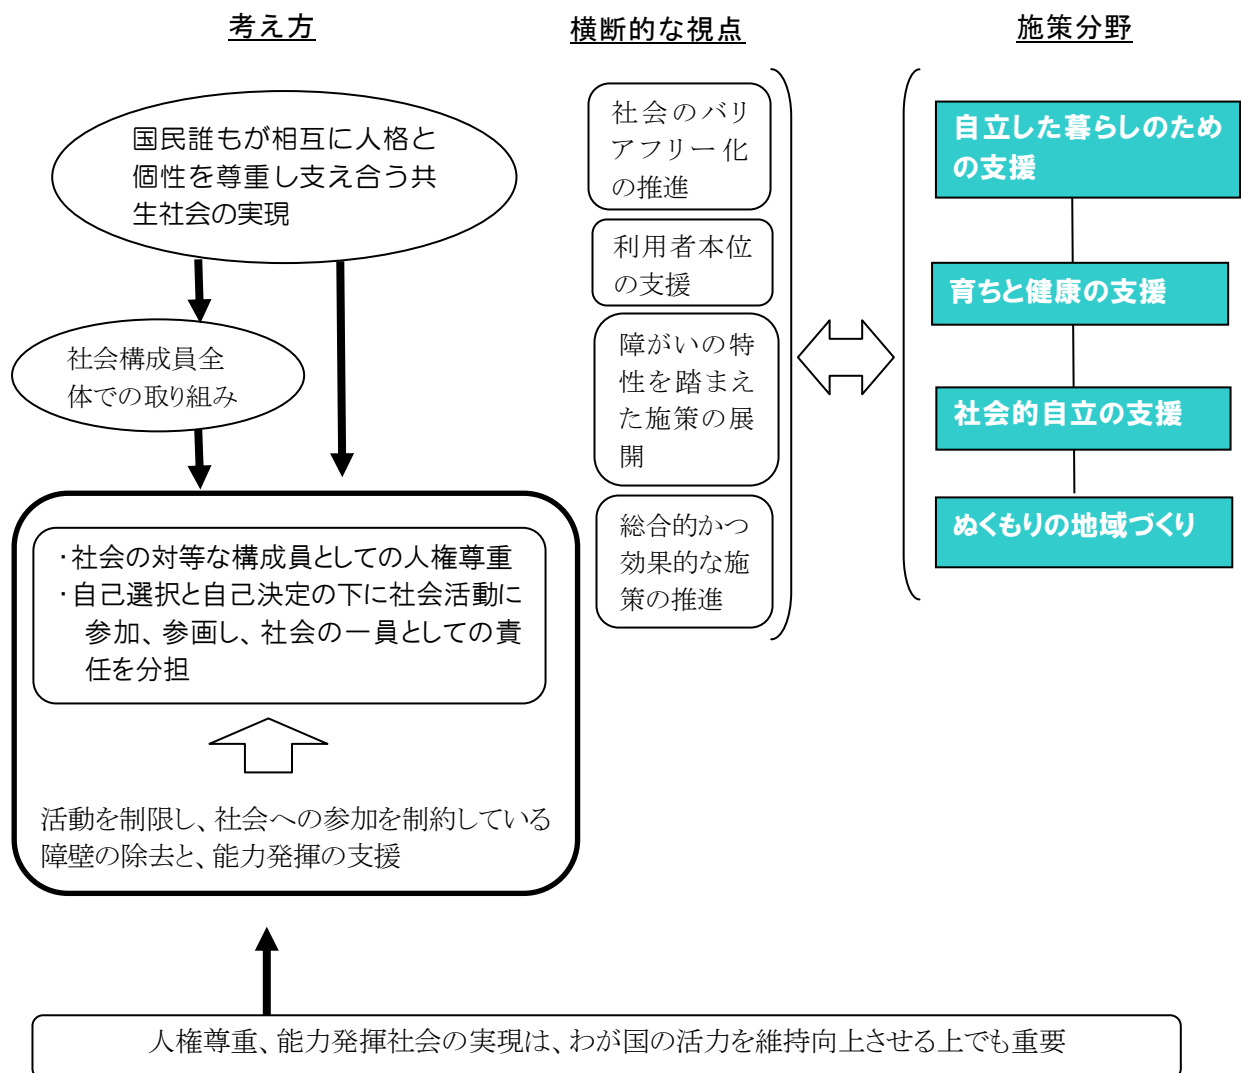 考え方
国民誰もが相互に人格と
個性を尊重し支え合う共
生社会の実現
社会構成員全
体での取り組み
・社会の対等な構成員としての人権尊重
・自己選択と自己決定の下に社会活動に
参加、参画し、社会の一員としての責
任を分担
活動を制限し、社会への参加を制約している
障壁の除去と、能力発揮の支援
横断的な視点
社会のバリ
アフリー化
の推進
利用者本位
の支援
障がいの特
性を踏まえ
た施策の展
開
総合的かつ
効果的な施
策の推進
施策分野
自立した暮らしのため
の支援
育ちと健康の支援
社会的自立の支援
ぬくもりの地域づくり
人権尊重、能力発揮社会の実現は、わが国の活力を維持向上させる上でも重要